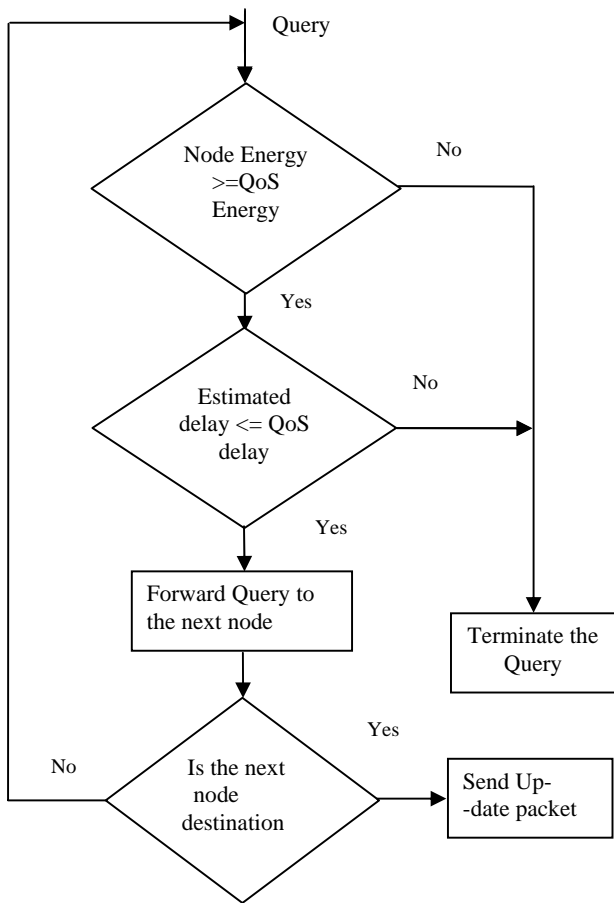 Query
Node Energy
>=QoS
Energy
No
Yes
Estimated
delay <= QoS
delay
No
Yes
Forward Query to
the next node
Terminate the
Query
Is the next
node
destination
Yes
No
Send Up-
-date packet